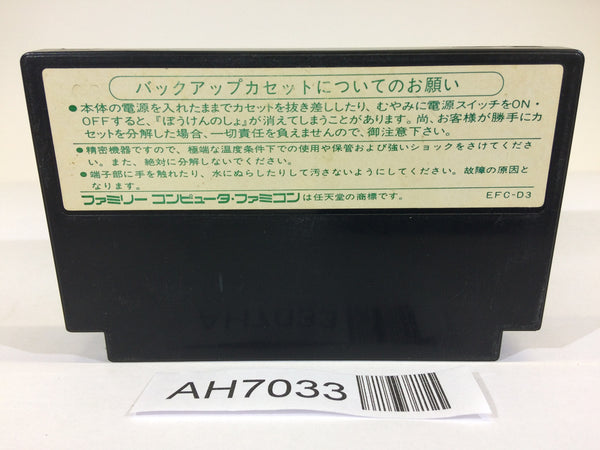 バックアップカセットについてのお願い
●本体の電源を入れたままでカセットを抜き差ししたり、むやみに電源スイッチをON・
OFFすると、『ぼうけんのしょ』が消えてしまうことがあります。尚、お客様が勝手にカ
セットを分解した場合、一切責任を負えませんので、御注意下さい。
●精密機器ですので、極端な温度条件下での使用や保管および強いショックをさけてくださ
い。また、絶対に分解しないでください。
●端子部に手を触れたり、水にぬらしたりして汚さないようにしてください。故障の原因と
なります。
ファミリーコンピュータ・ファミコンは任天堂の商標です。 EFC-D3
AH7033